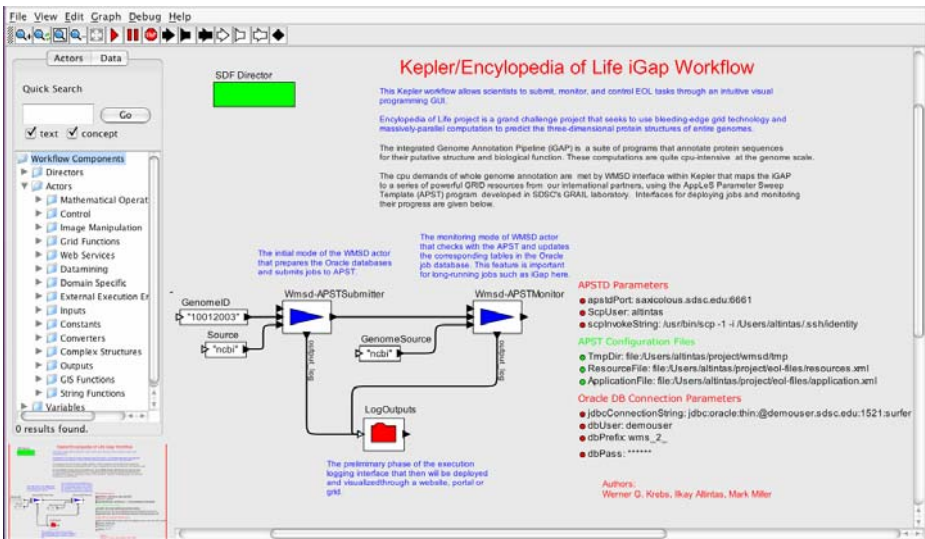 File View Edit Graph Debug Help
Actors Data
Quick Search
Go
text concept
Workflow Components
Directors
Actors
Mathematical Operat
Control
Image Manipulation
Grid Functions
Web Services
Datamining
Domain Specific
External Execution En
Inputs
Constants
Converters
Complex Structures
Outputs
GIS Functions
String Functions
Variables
0 results found.
SDF Director
Kepler/Encylopedia of Life iGap Workflow
This Kepler workflow allows scientists to submit, monitor, and control EOL tasks through an intuitive visual
programming GUI.
Encylopedia of Life project is a grand challenge project that seeks to use bleeding-edge grid technology and
massively-parallel computation to predict the three-dimensional protein structures of entire genomes.
The integrated Genome Annotation Pipeline (iGAP) is a suite of programs that annotate protein sequences
for their putative structure and biological function. These computations are quite cpu-intensive at the genome scale.
The cpu demands of whole genome annotation are met by WMSD interface within Kepler that maps the iGAP
to a series of powerful GRID resources from our international partners, using the AppLeS Parameter Sweep
Template (APST) program developed in SDSC's GRAIL laboratory. Interfaces for deploying jobs and monitoring
their progress are given below.
The intial mode of the WMSD actor
that prepares the Oracle databases
and submits jobs to APST.
The monitoring mode of WMSD actor
that checks with the APST and updates
the corresponding tables in the Oracle
job database. This feature is important
for long-running jobs such as iGap here.
GenomeID
"10012003"
Source
"ncbi"
Wmsd-APSTSubmitter
GenomeSource
"ncbi"
Wmsd-APSTMonitor
LogOutputs
The preliminary phase of the execution
logging interface that then will be deployed
and visualizedthrough a website, portal or
grid.
APSTD Parameters
apstdPort: saxicolous.sdsc.edu:6661
ScpUser: altintas
scpInvokeString: /usr/bin/scp -1 -i /Users/altintas/.ssh/identity
APST Configuration Files
TmpDir: file:/Users/altintas/project/wmsd/tmp
ResourceFile: file:/Users/altintas/project/eol-files/resources.xml
ApplicationFile: file:/Users/altintas/project/eol-files/application.xml
Oracle DB Connection Parameters
jdbcConnectionString: jdbc:oracle:thin:@demouser.sdsc.edu:1521:surfer
dbUser: demouser
dbPrefix: wms_2_
dbPass: ******
Authors:
Werner G. Krebs, Ilkay Altintas, Mark Miller